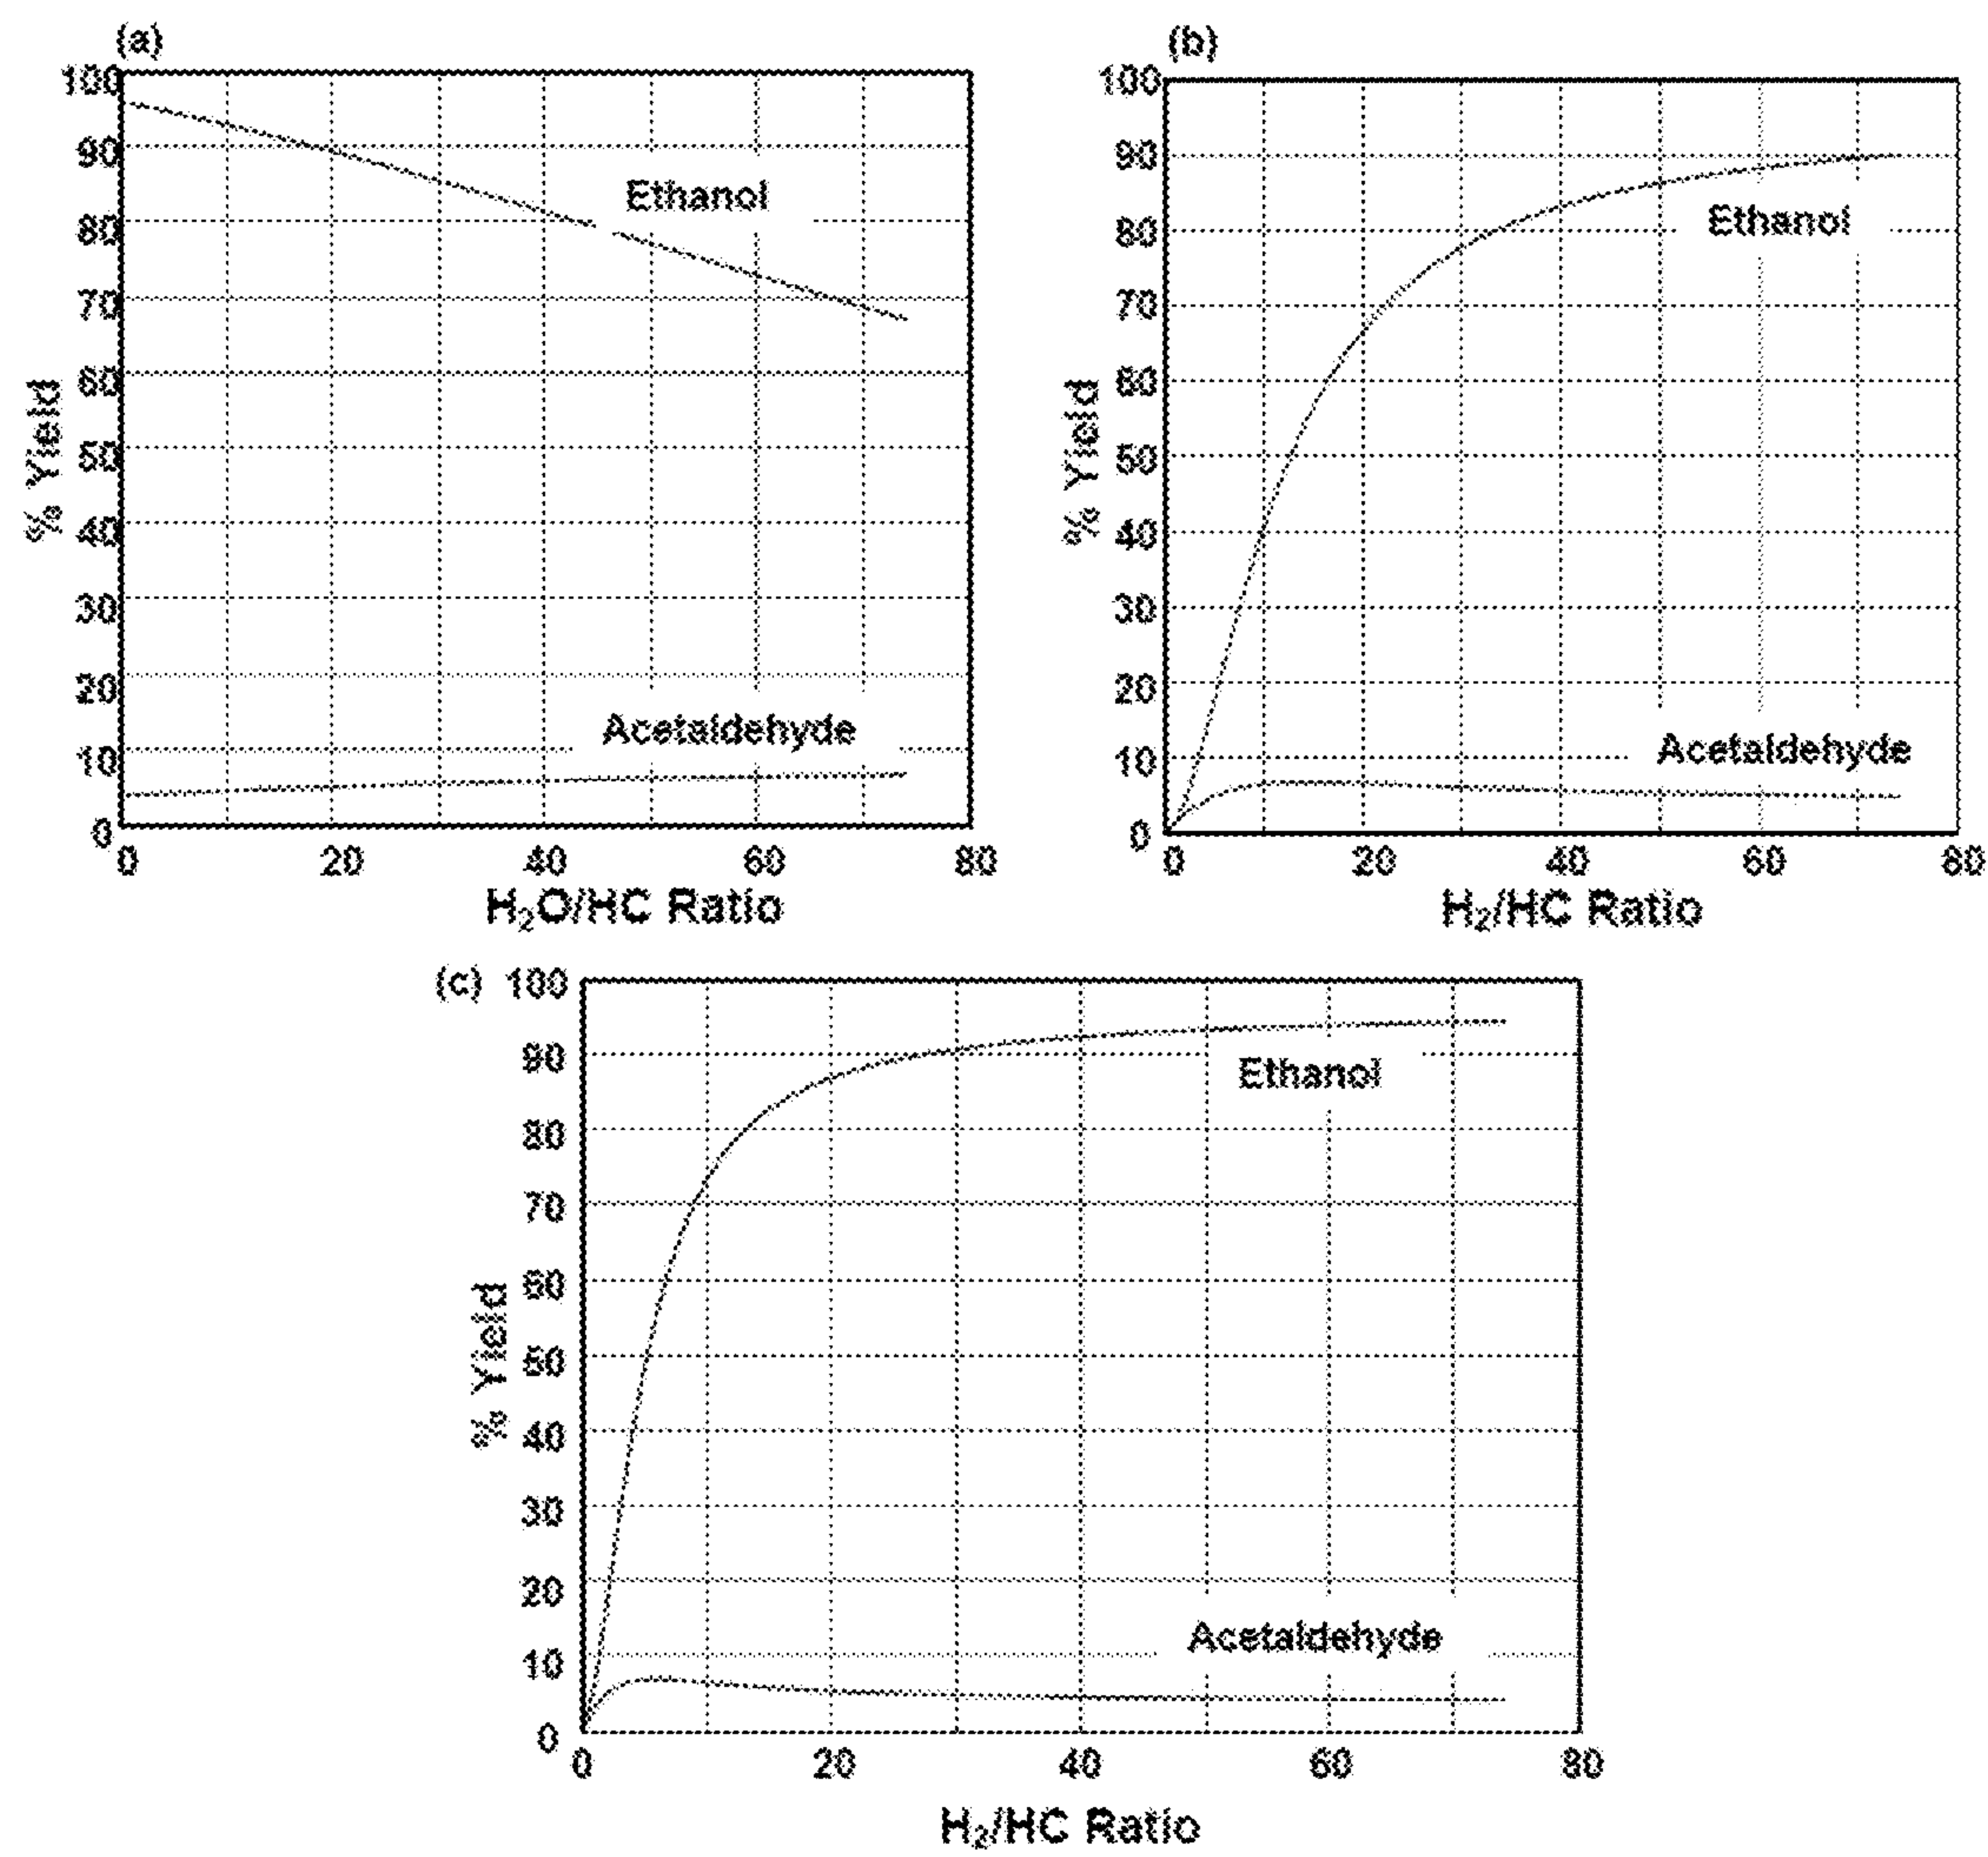 (a)
100
90
80
70
60
50
40
30
20
10
0
% Yield
Ethanol
Acetaldehyde
0 20 40 60 80
H₂O/HC Ratio
(b)
100
90
80
70
60
50
40
30
20
10
0
% Yield
Ethanol
Acetaldehyde
0 20 40 60 80
H₂/HC Ratio
(c)
100
90
80
70
60
50
40
30
20
10
0
% Yield
Ethanol
Acetaldehyde
0 20 40 60 80
H₂/HC Ratio